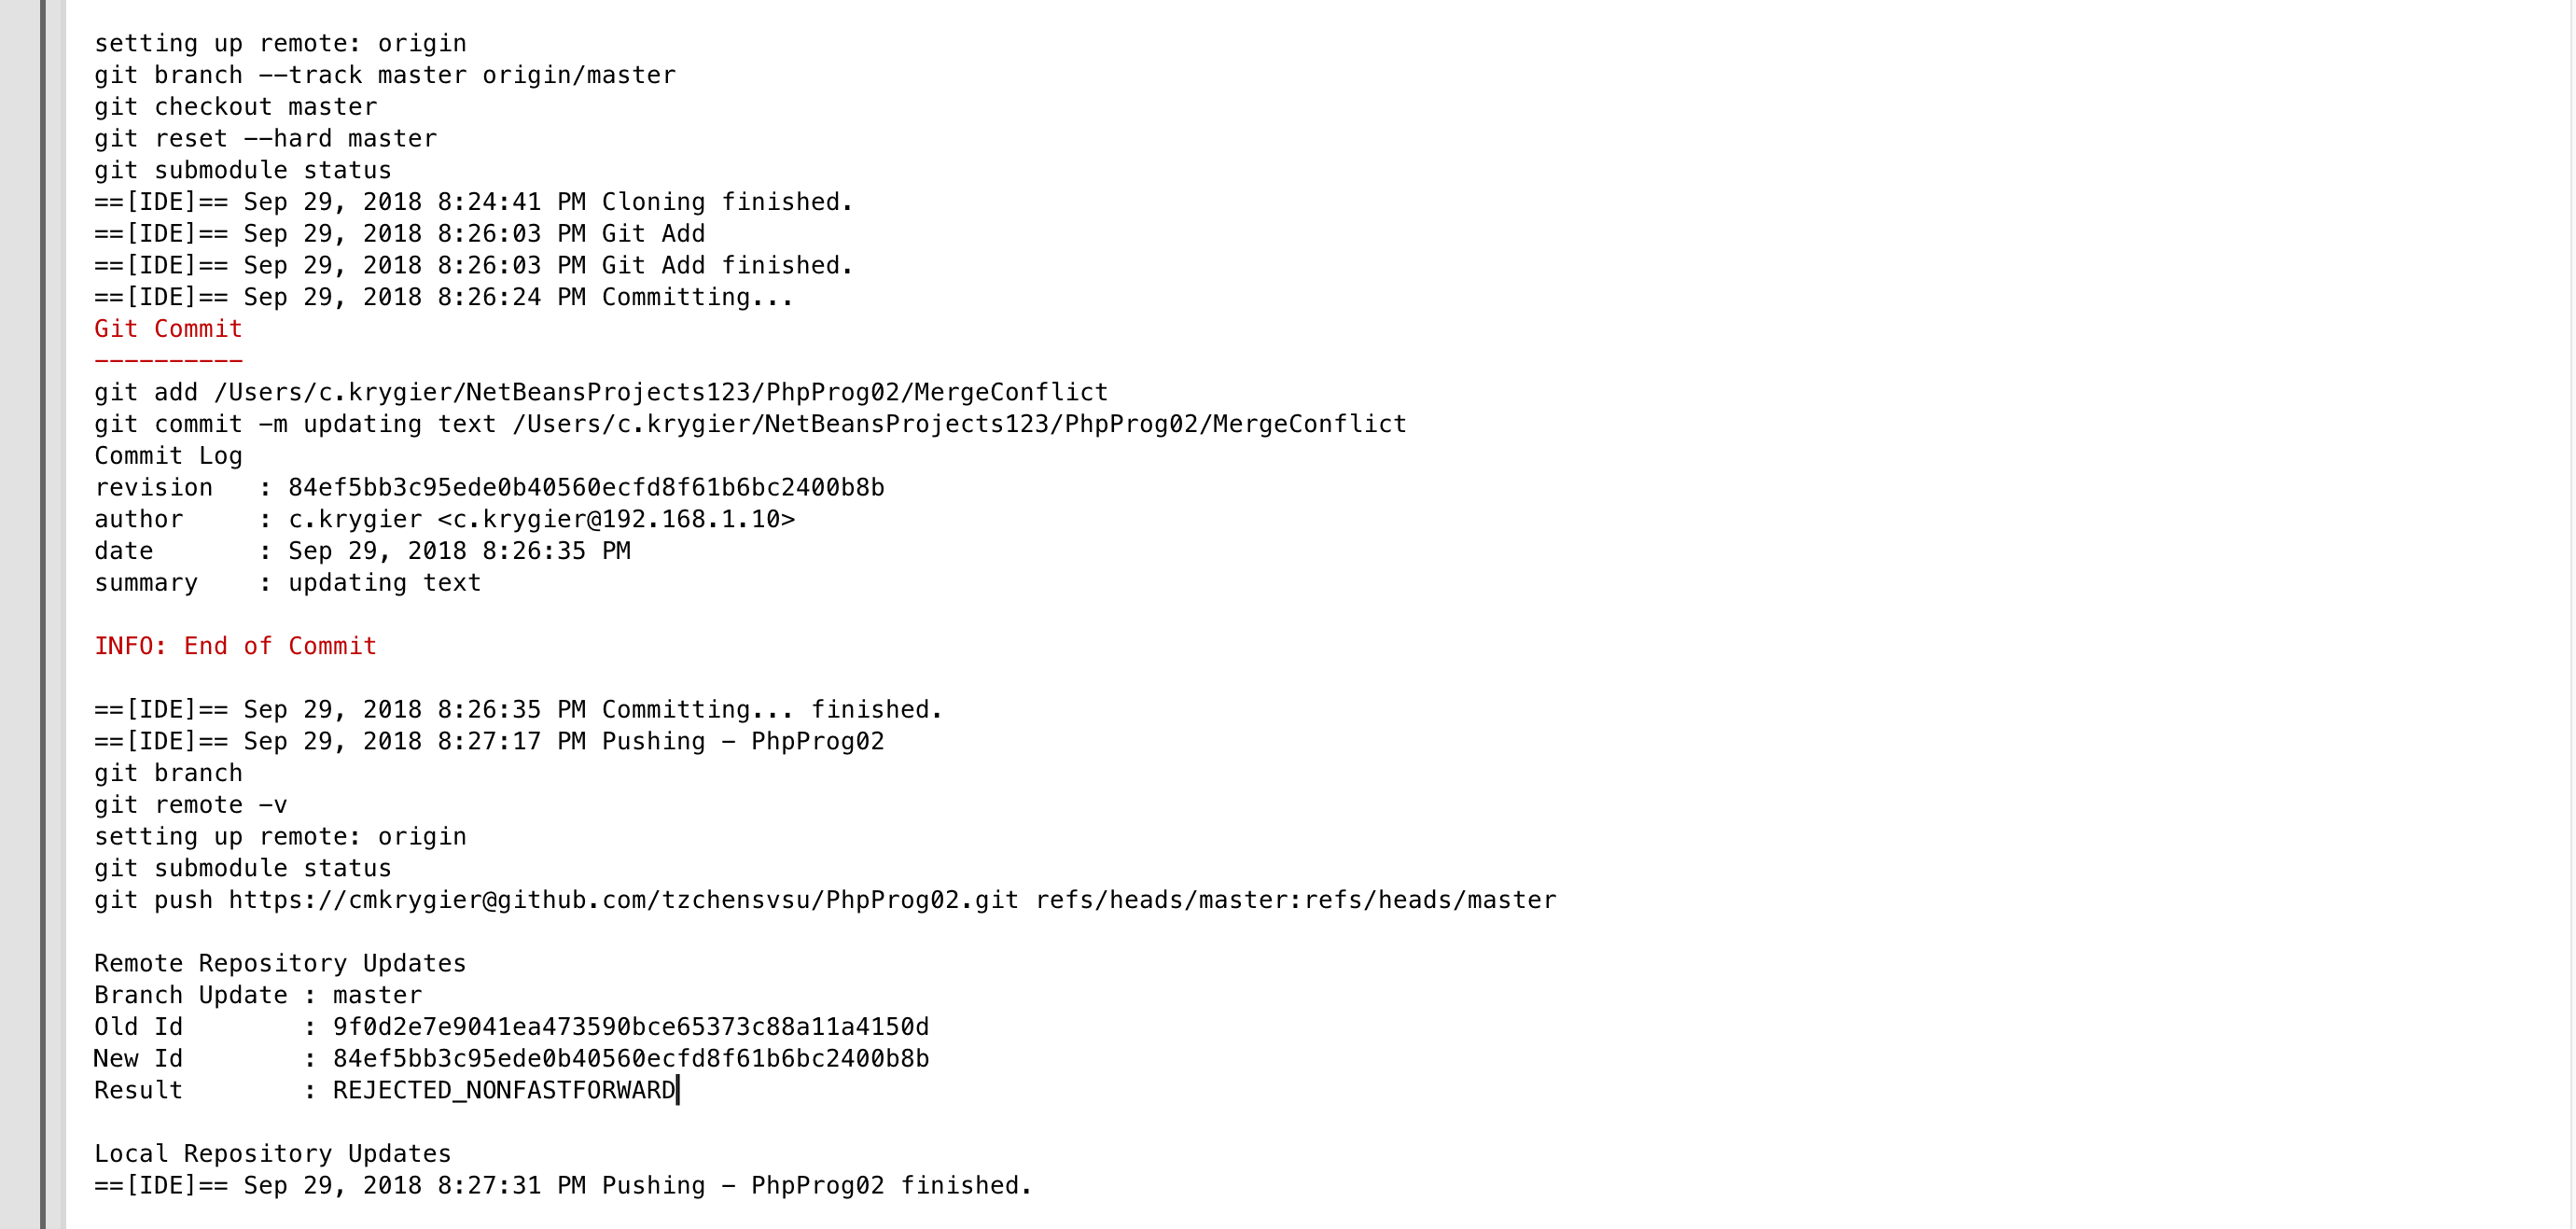 setting up remote: origin
git branch --track master origin/master
git checkout master
git reset --hard master
git submodule status
==[IDE]== Sep 29, 2018 8:24:41 PM Cloning finished.
==[IDE]== Sep 29, 2018 8:26:03 PM Git Add
==[IDE]== Sep 29, 2018 8:26:03 PM Git Add finished.
==[IDE]== Sep 29, 2018 8:26:24 PM Committing...
Git Commit
----------
git add /Users/c.krygier/NetBeansProjects123/PhpProg02/MergeConflict
git commit -m updating text /Users/c.krygier/NetBeansProjects123/PhpProg02/MergeConflict
Commit Log
revision   : 84ef5bb3c95ede0b40560ecfd8f61b6bc2400b8b
author     : c.krygier <c.krygier@192.168.1.10>
date       : Sep 29, 2018 8:26:35 PM
summary    : updating text
INFO: End of Commit
==[IDE]== Sep 29, 2018 8:26:35 PM Committing... finished.
==[IDE]== Sep 29, 2018 8:27:17 PM Pushing - PhpProg02
git branch
git remote -v
setting up remote: origin
git submodule status
git push https://cmkrygier@github.com/tzchensvsu/PhpProg02.git refs/heads/master:refs/heads/master
Remote Repository Updates
Branch Update : master
Old Id        : 9f0d2e7e9041ea473590bce65373c88a11a4150d
New Id        : 84ef5bb3c95ede0b40560ecfd8f61b6bc2400b8b
Result        : REJECTED_NONFASTFORWARD
Local Repository Updates
==[IDE]== Sep 29, 2018 8:27:31 PM Pushing - PhpProg02 finished.